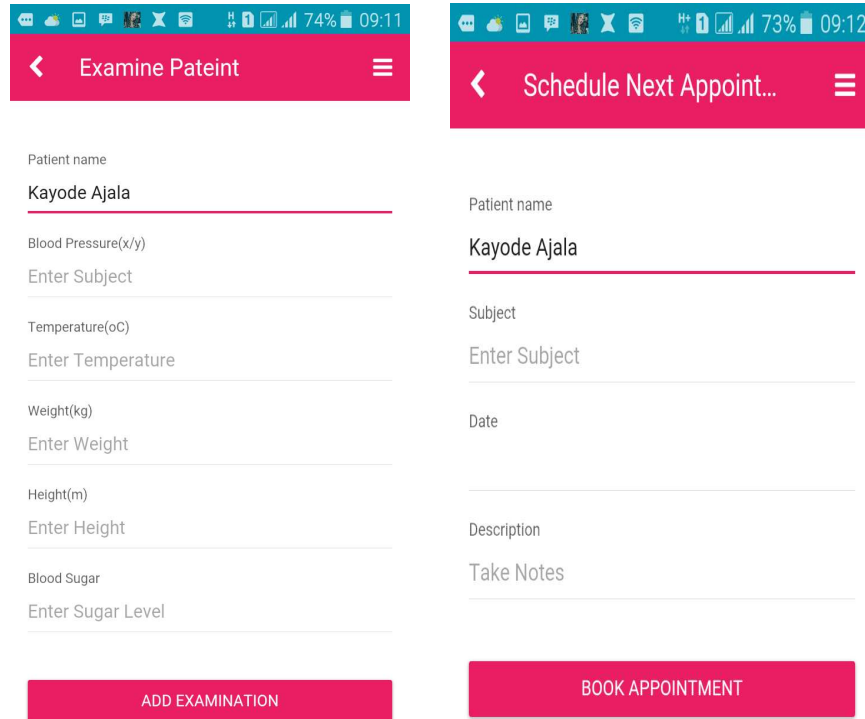 74% 09:11
Examine Pateint
Patient name
Kayode Ajala
Blood Pressure(x/y)
Enter Subject
Temperature(oC)
Enter Temperature
Weight(kg)
Enter Weight
Height(m)
Enter Height
Blood Sugar
Enter Sugar Level
ADD EXAMINATION
H+ 1 73% 09:12
Schedule Next Appoint...
Patient name
Kayode Ajala
Subject
Enter Subject
Date
Description
Take Notes
BOOK APPOINTMENT